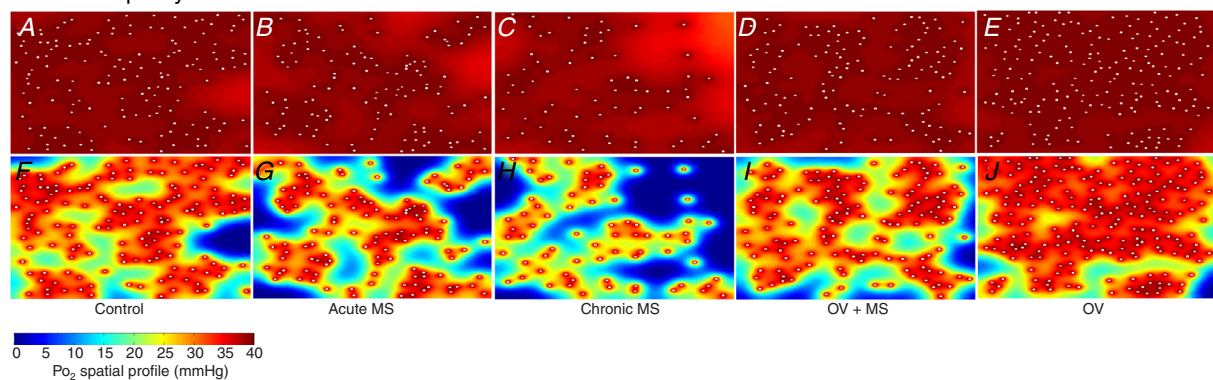 A B C D E
F G H I J
Control Acute MS Chronic MS OV + MS OV
0 5 10 15 20 25 30 35 40
Po2 spatial profile (mmHg)